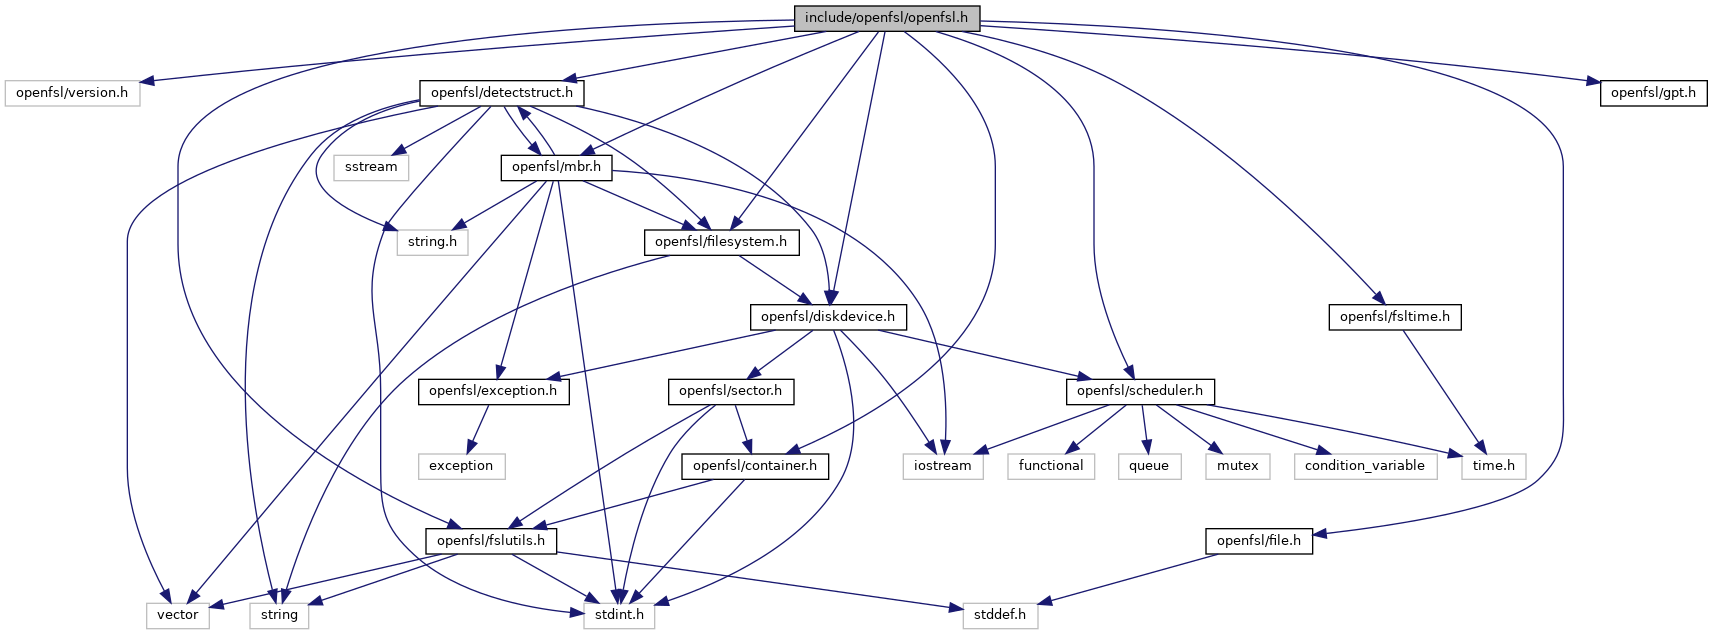 include/openfsl/openfsl.h
openfsl/version.h
openfsl/detectstruct.h
openfsl/gpt.h
sstream
openfsl/mbr.h
string.h
openfsl/filesystem.h
openfsl/diskdevice.h
openfsl/fsltime.h
openfsl/exception.h
openfsl/sector.h
openfsl/scheduler.h
exception
openfsl/container.h
iostream
functional
queue
mutex
condition_variable
time.h
openfsl/fslutils.h
openfsl/file.h
vector
string
stdint.h
stddef.h